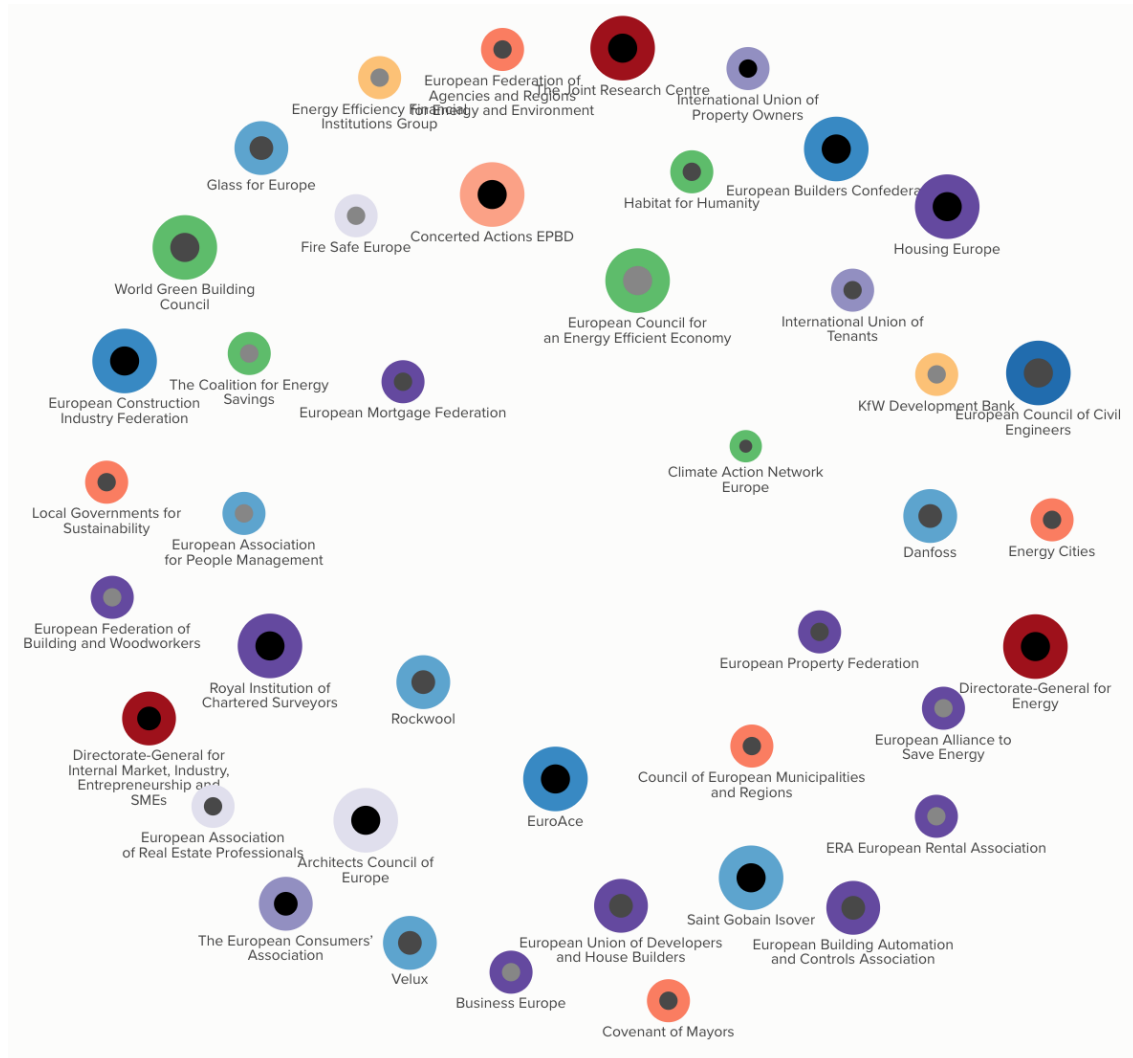 European Federation of
Agencies and Regions
for Energy and Environment
The Joint Research Centre
Energy Efficiency Financial
Institutions Group
International Union of
Property Owners
Glass for Europe
Habitat for Humanity
European Builders Confedera
Fire Safe Europe
Concerted Actions EPBD
Housing Europe
World Green Building
Council
European Council for
an Energy Efficient Economy
International Union of
Tenants
European Construction
Industry Federation
The Coalition for Energy
Savings
European Mortgage Federation
KfW Development Bank
European Council of Civil
Engineers
Climate Action Network
Europe
Local Governments for
Sustainability
European Association
for People Management
Danfoss
Energy Cities
European Federation of
Building and Woodworkers
Royal Institution of
Chartered Surveyors
Rockwool
European Property Federation
Directorate-General for
Energy
European Alliance to
Save Energy
Directorate-General for
Internal Market, Industry,
Entrepreneurship and
SMEs
Council of European Municipalities
and Regions
EuroAce
European Association
of Real Estate Professionals
Architects Council of
Europe
ERA European Rental Association
The European Consumers’
Association
Velux
European Union of Developers
and House Builders
Saint Gobain Isover
European Building Automation
and Controls Association
Business Europe
Covenant of Mayors